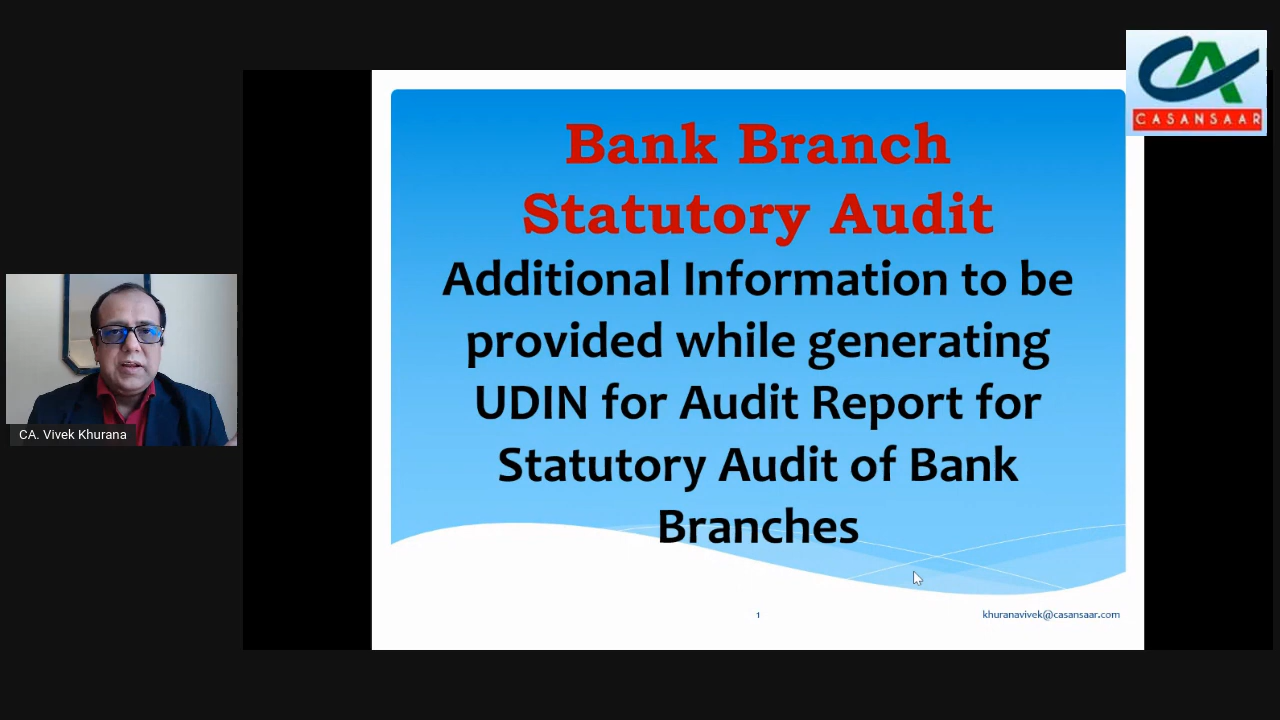 CASANSAAR
Bank Branch
Statutory Audit
Additional Information to be
provided while generating
UDIN for Audit Report for
Statutory Audit of Bank
Branches
CA. Vivek Khurana
1
khuranavivek@casansaar.com